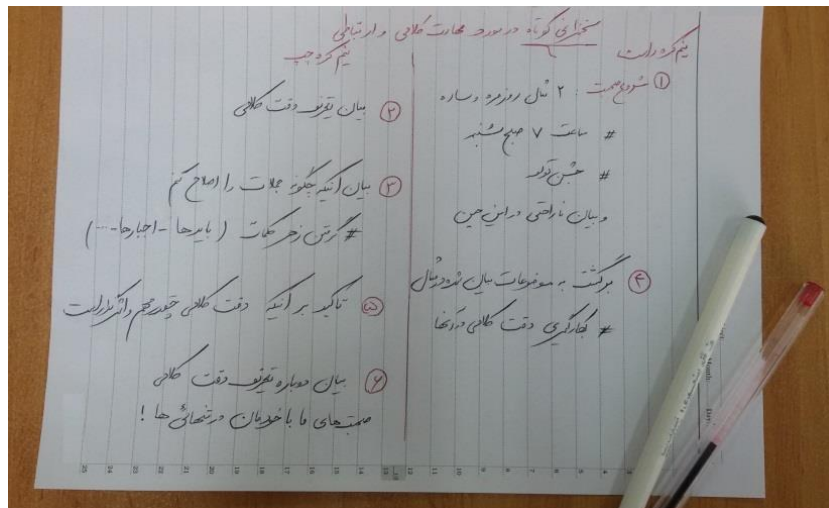 سخنرانی کوتاه در مورد مهارت کلامی و ارتباطی
نیم کره راست
① شروع صحبت : ۲ مثال روزمره و ساده
# ساعت ۷ صبح شنبه
# جشن تولد
و بیان ناراحتی در این حین
④ برگشت به موضوعات بیان شده در مثال
# بکارگیری دقت کلامی در آنها
نیم کره چپ
② بیان تعریف دقت کلامی
③ بیان اینکه چگونه جملات را اصلاح کنم
# گرفتن زهر کلمات (بایدها - اجبارها - ...)
⑤ تاکید بر اینکه دقت کلامی چقدر مهم و اثرگذار است
⑥ بیان دوباره تعریف دقت کلامی
صحبت‌های ما با خودمان در تنهائی ها !